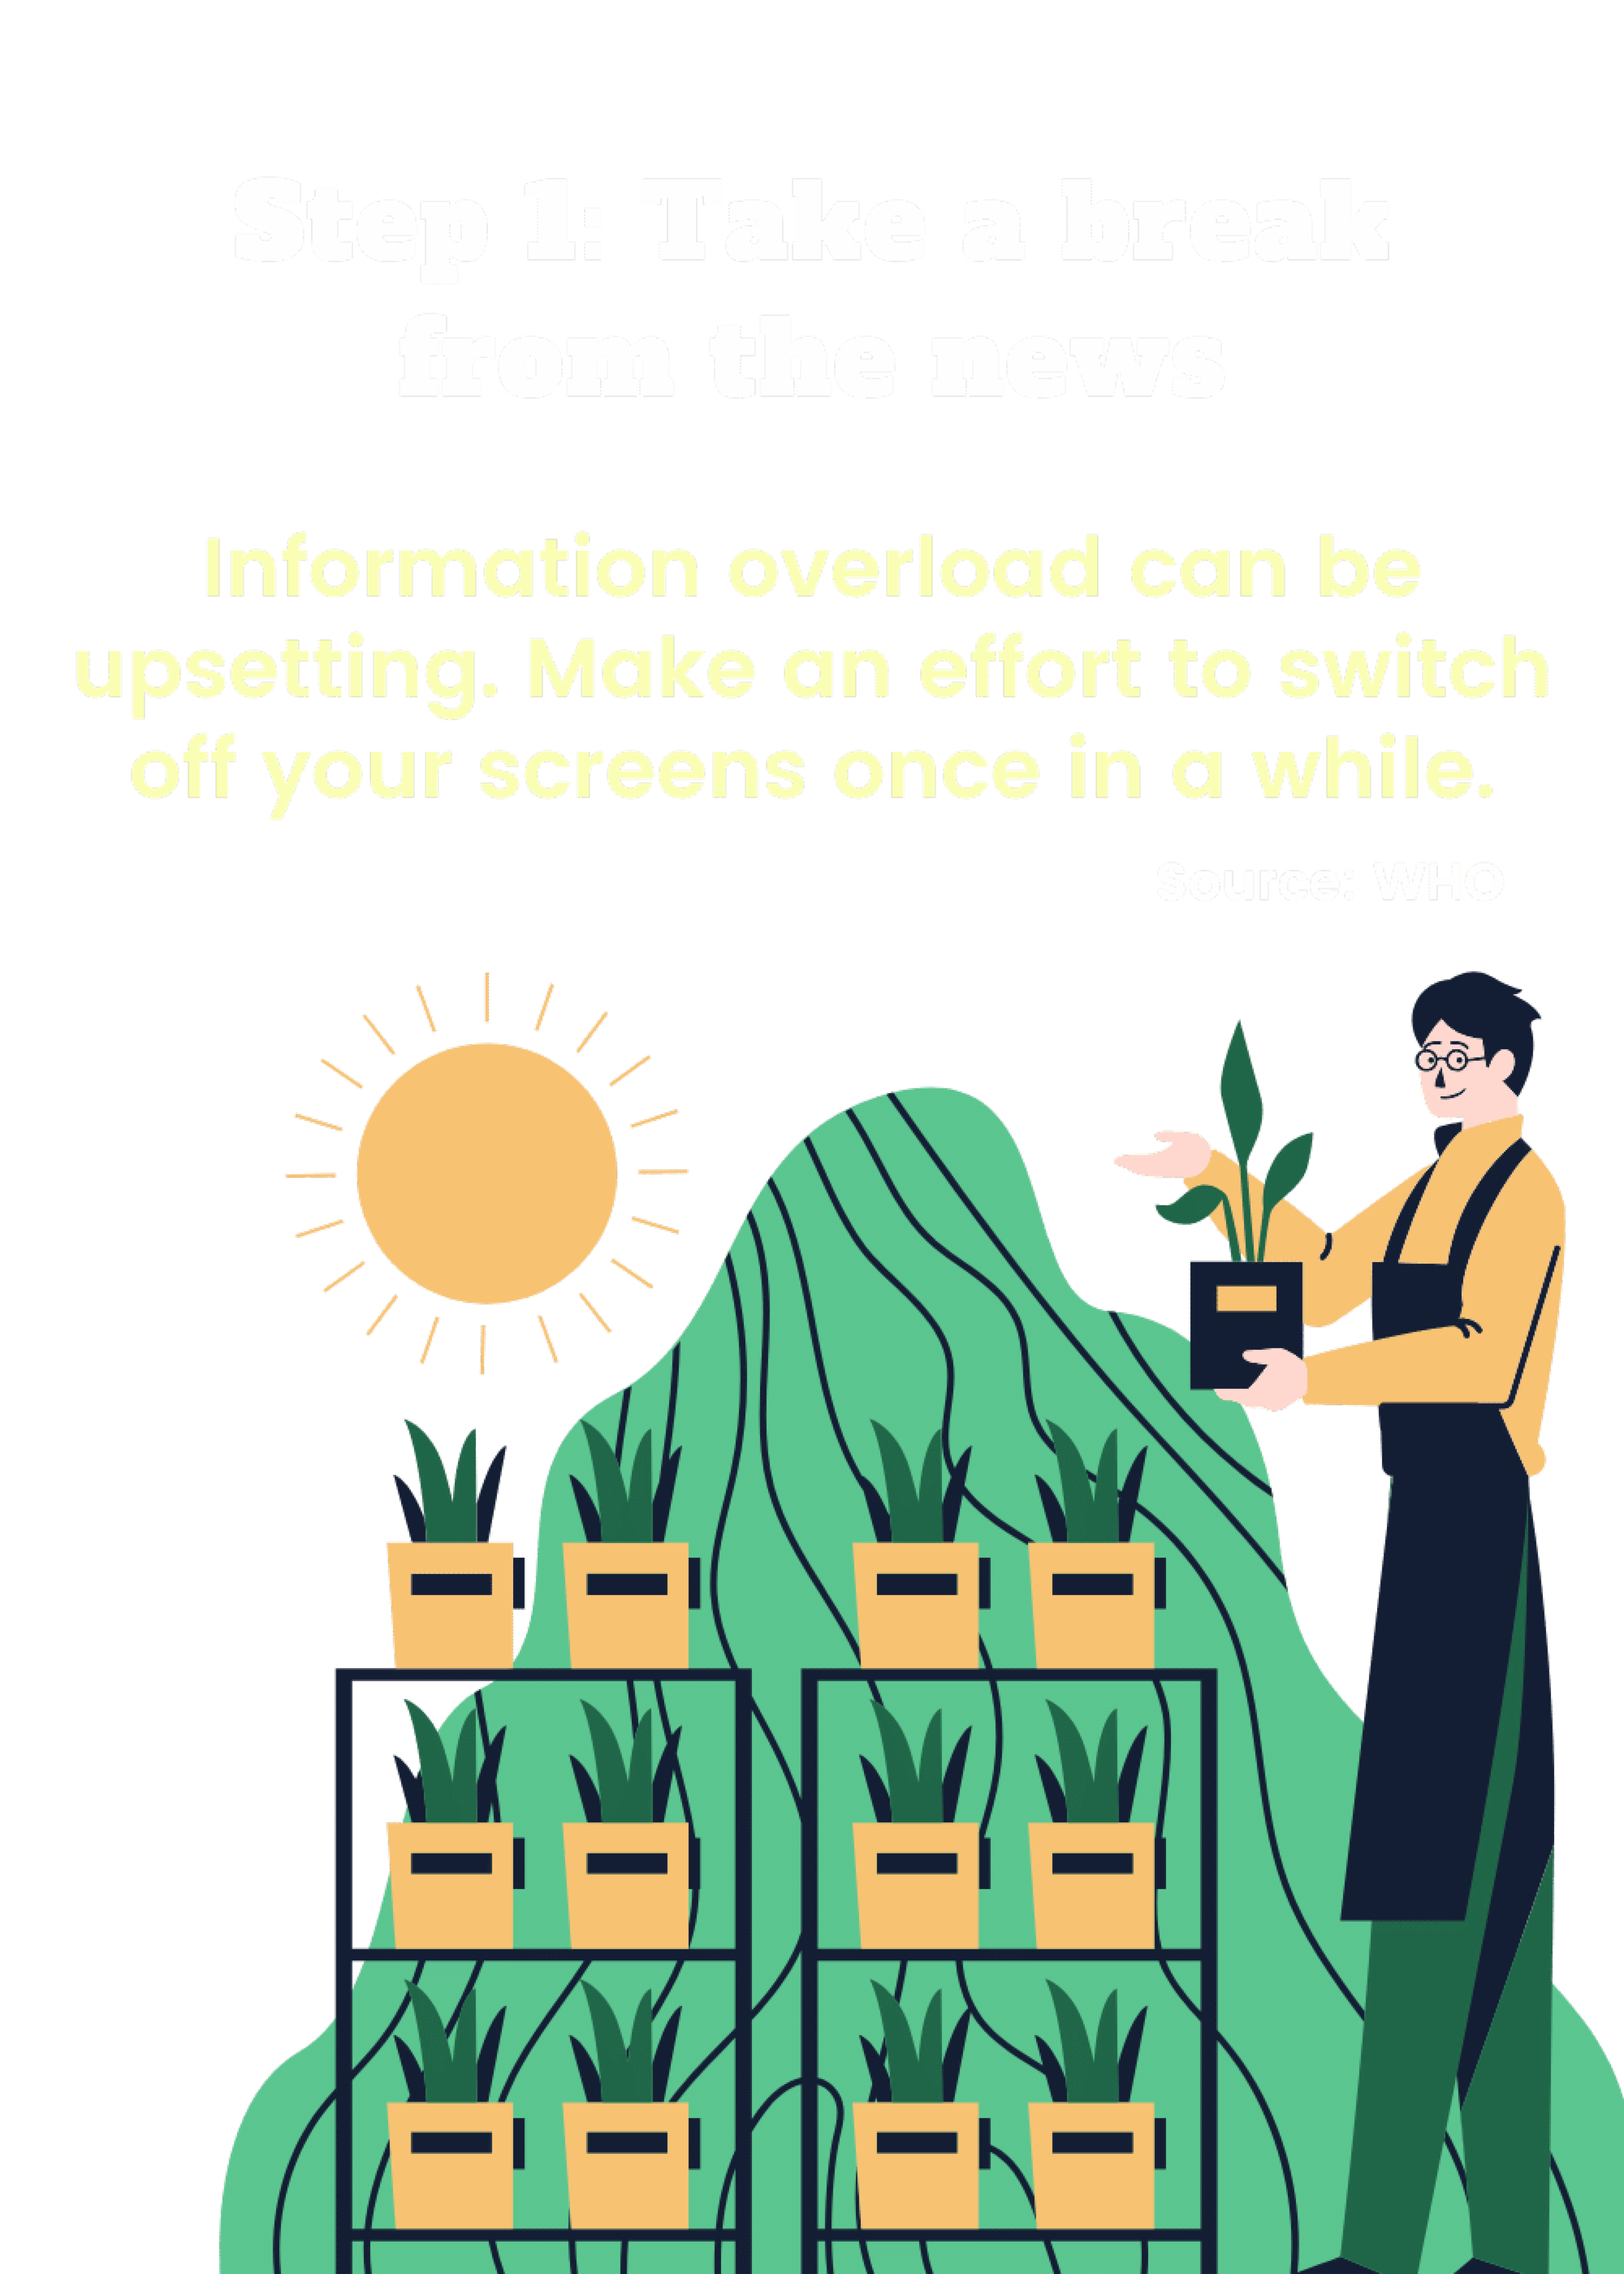 Step 1: Take a break
from the news
Information overload can be
upsetting. Make an effort to switch
off your screens once in a while.
Source: WHO